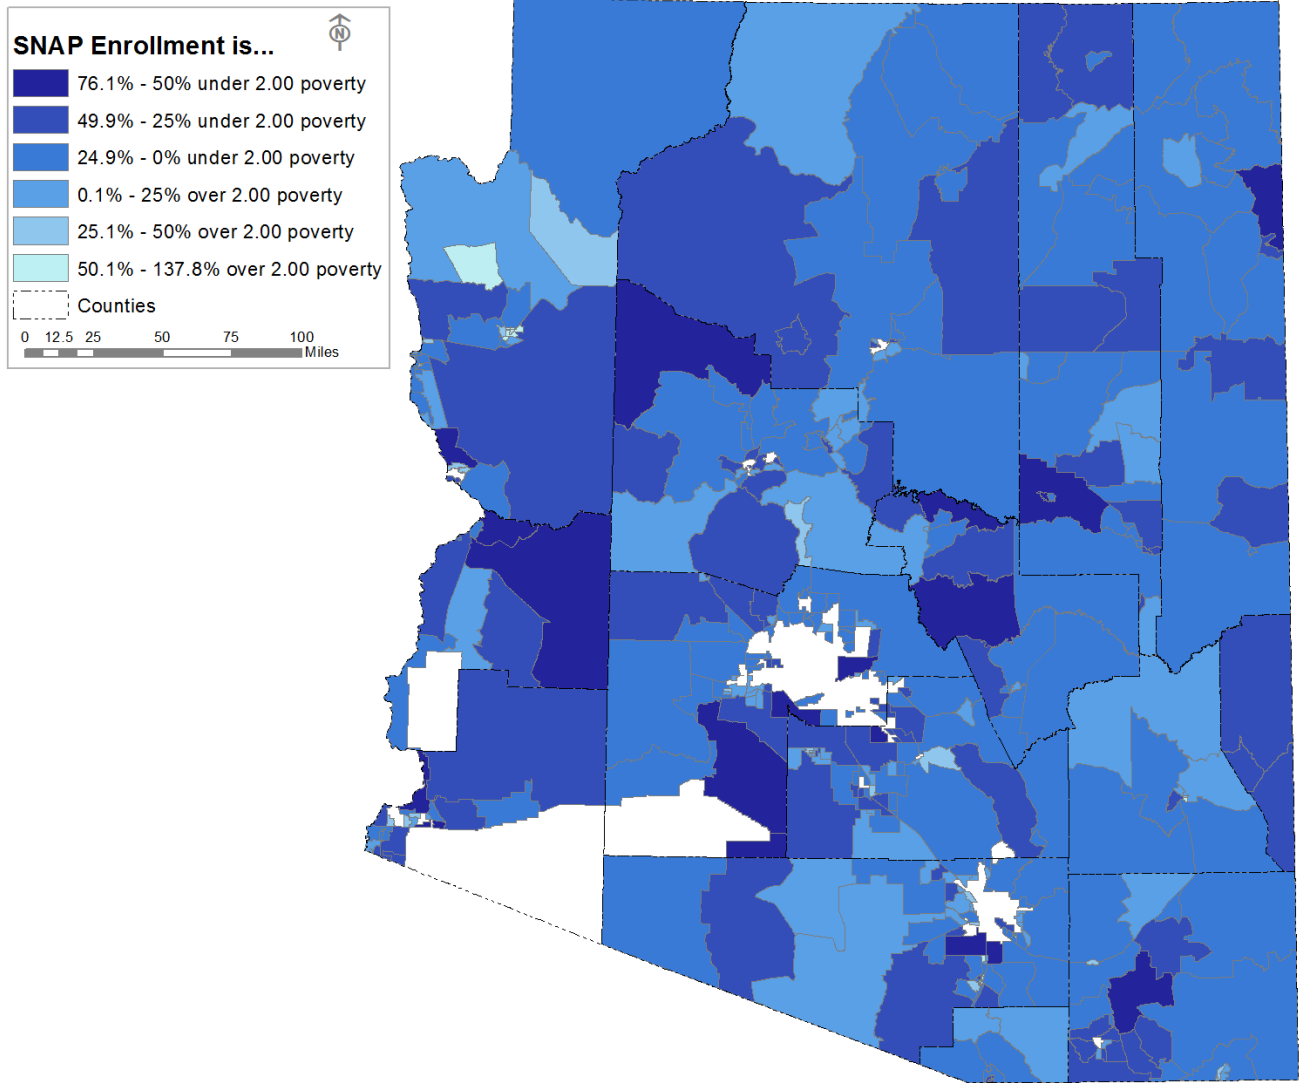 N
SNAP Enrollment is...
76.1% - 50% under 2.00 poverty
49.9% - 25% under 2.00 poverty
24.9% - 0% under 2.00 poverty
0.1% - 25% over 2.00 poverty
25.1% - 50% over 2.00 poverty
50.1% - 137.8% over 2.00 poverty
Counties
0 12.5 25 50 75 100
Miles